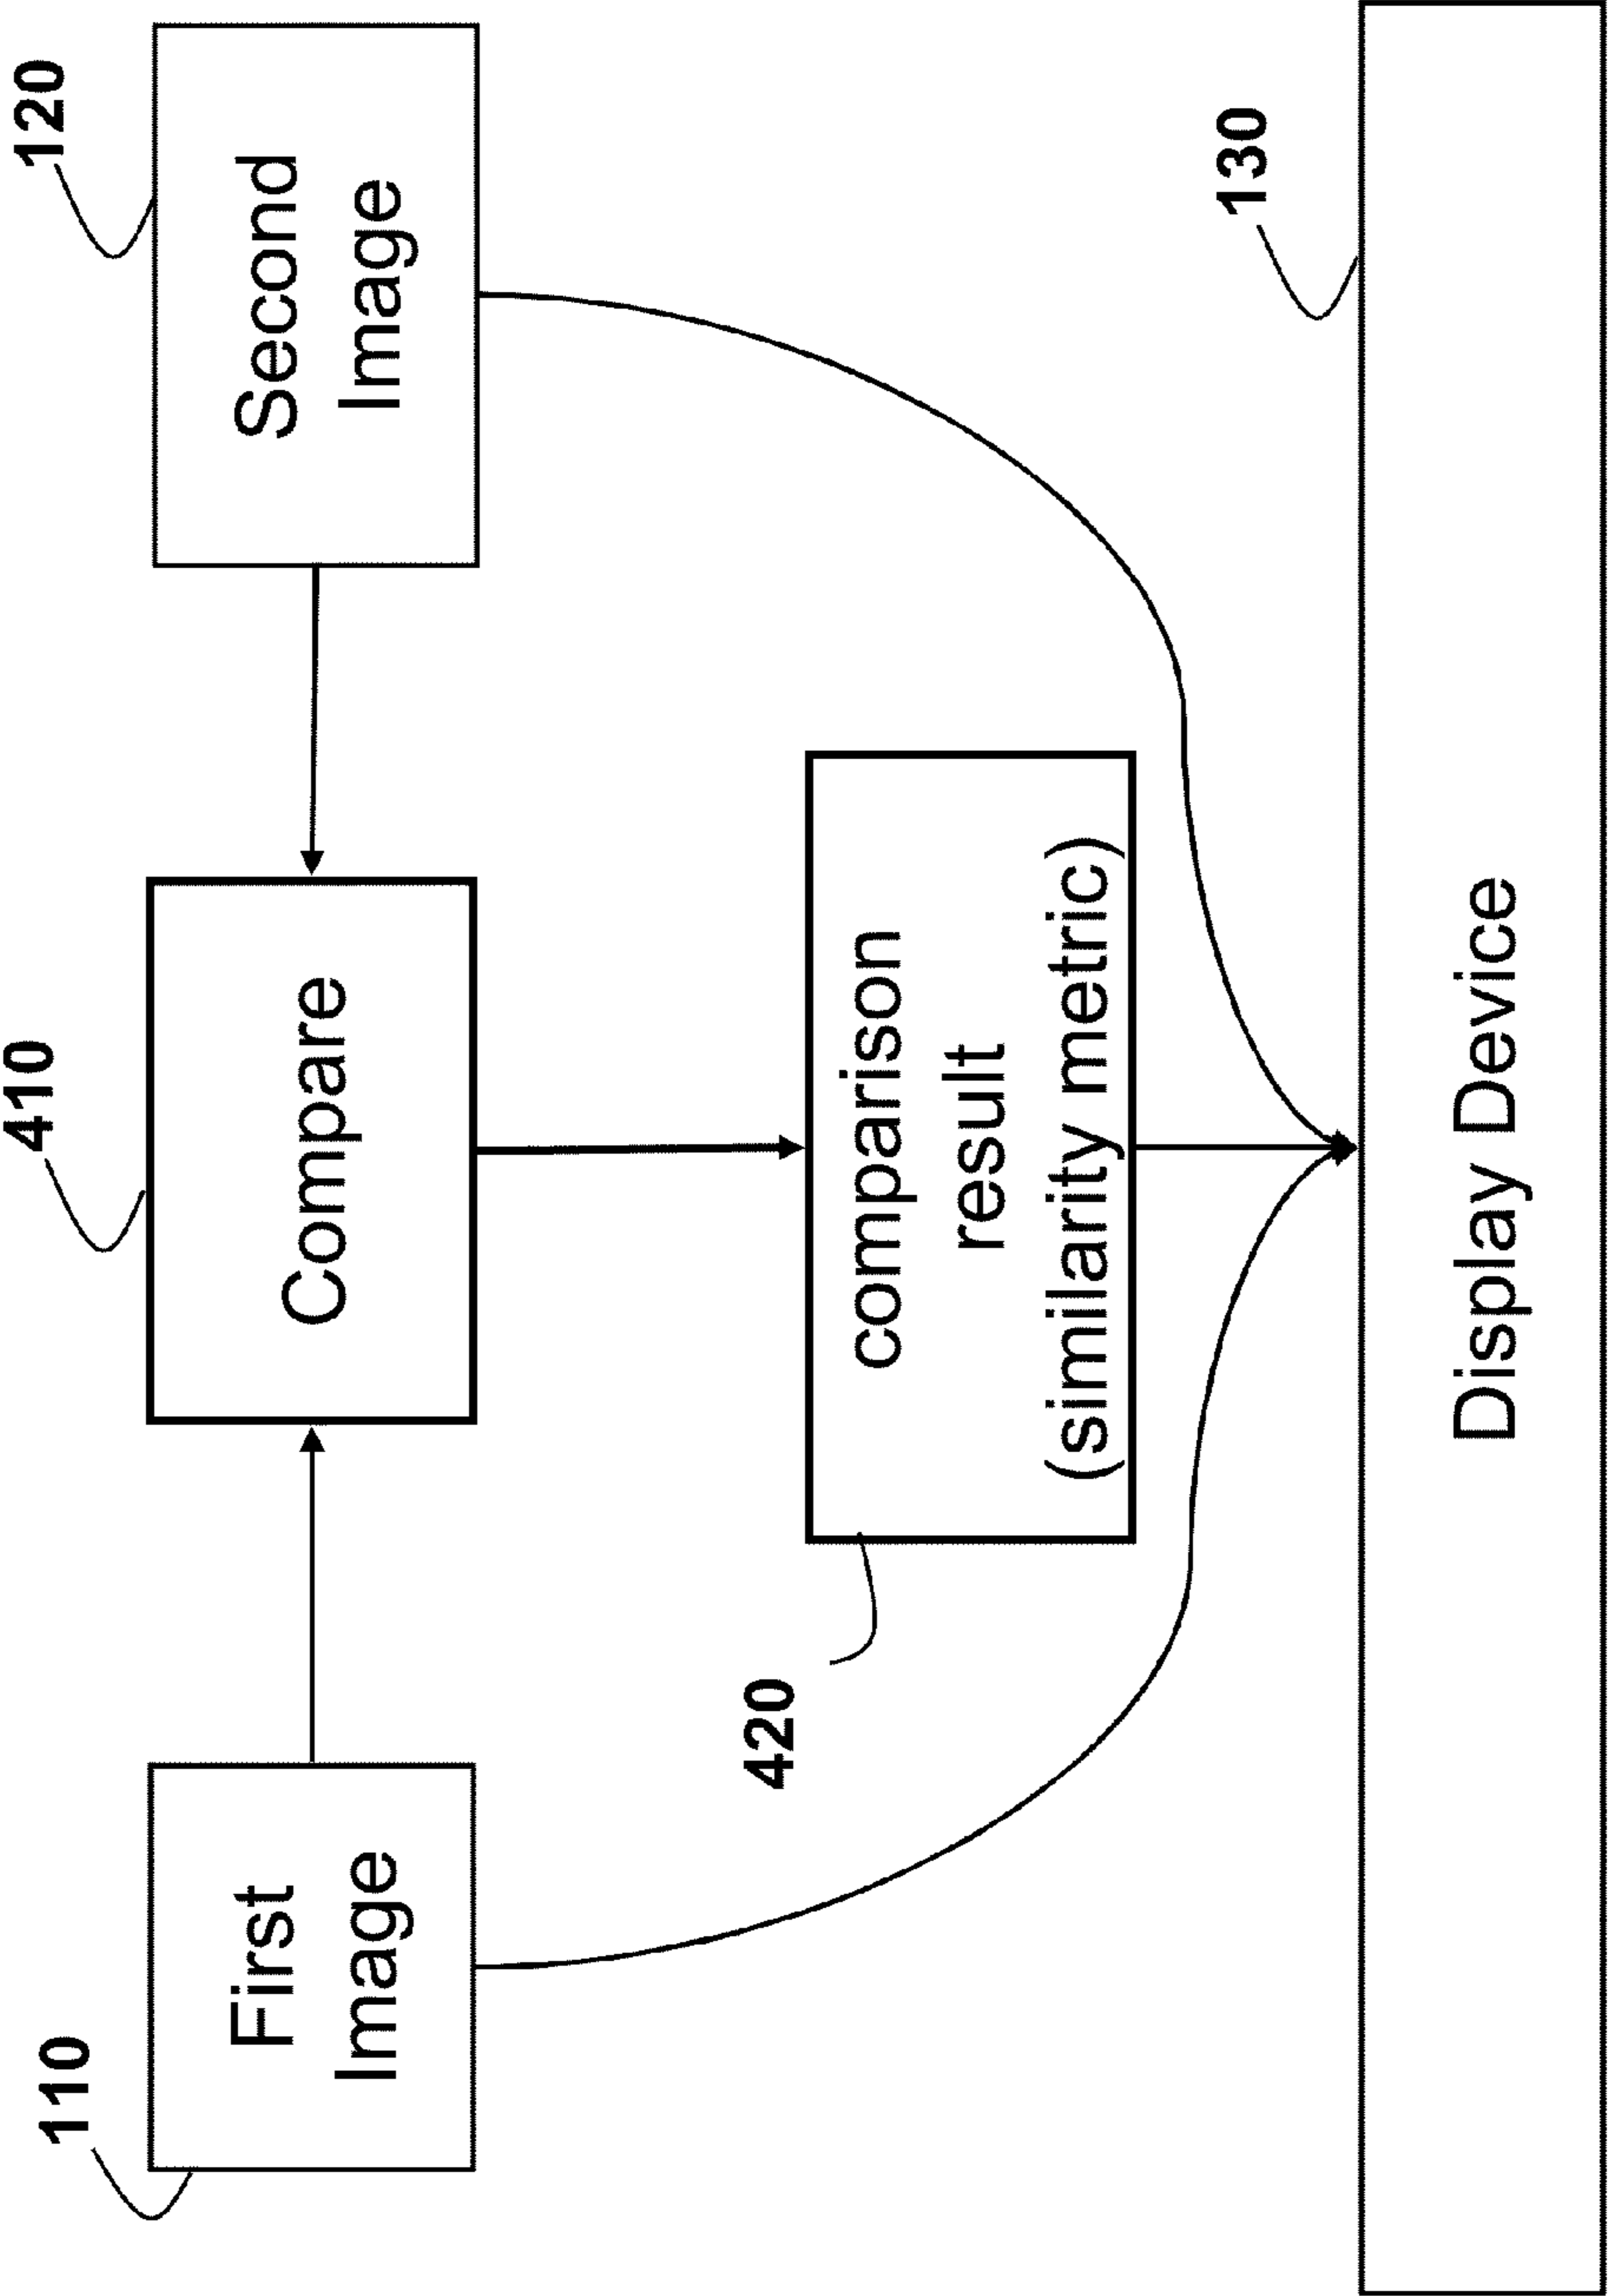 110
First
Image
410
Compare
120
Second
Image
420
comparison
result
(similarity metric)
130
Display Device